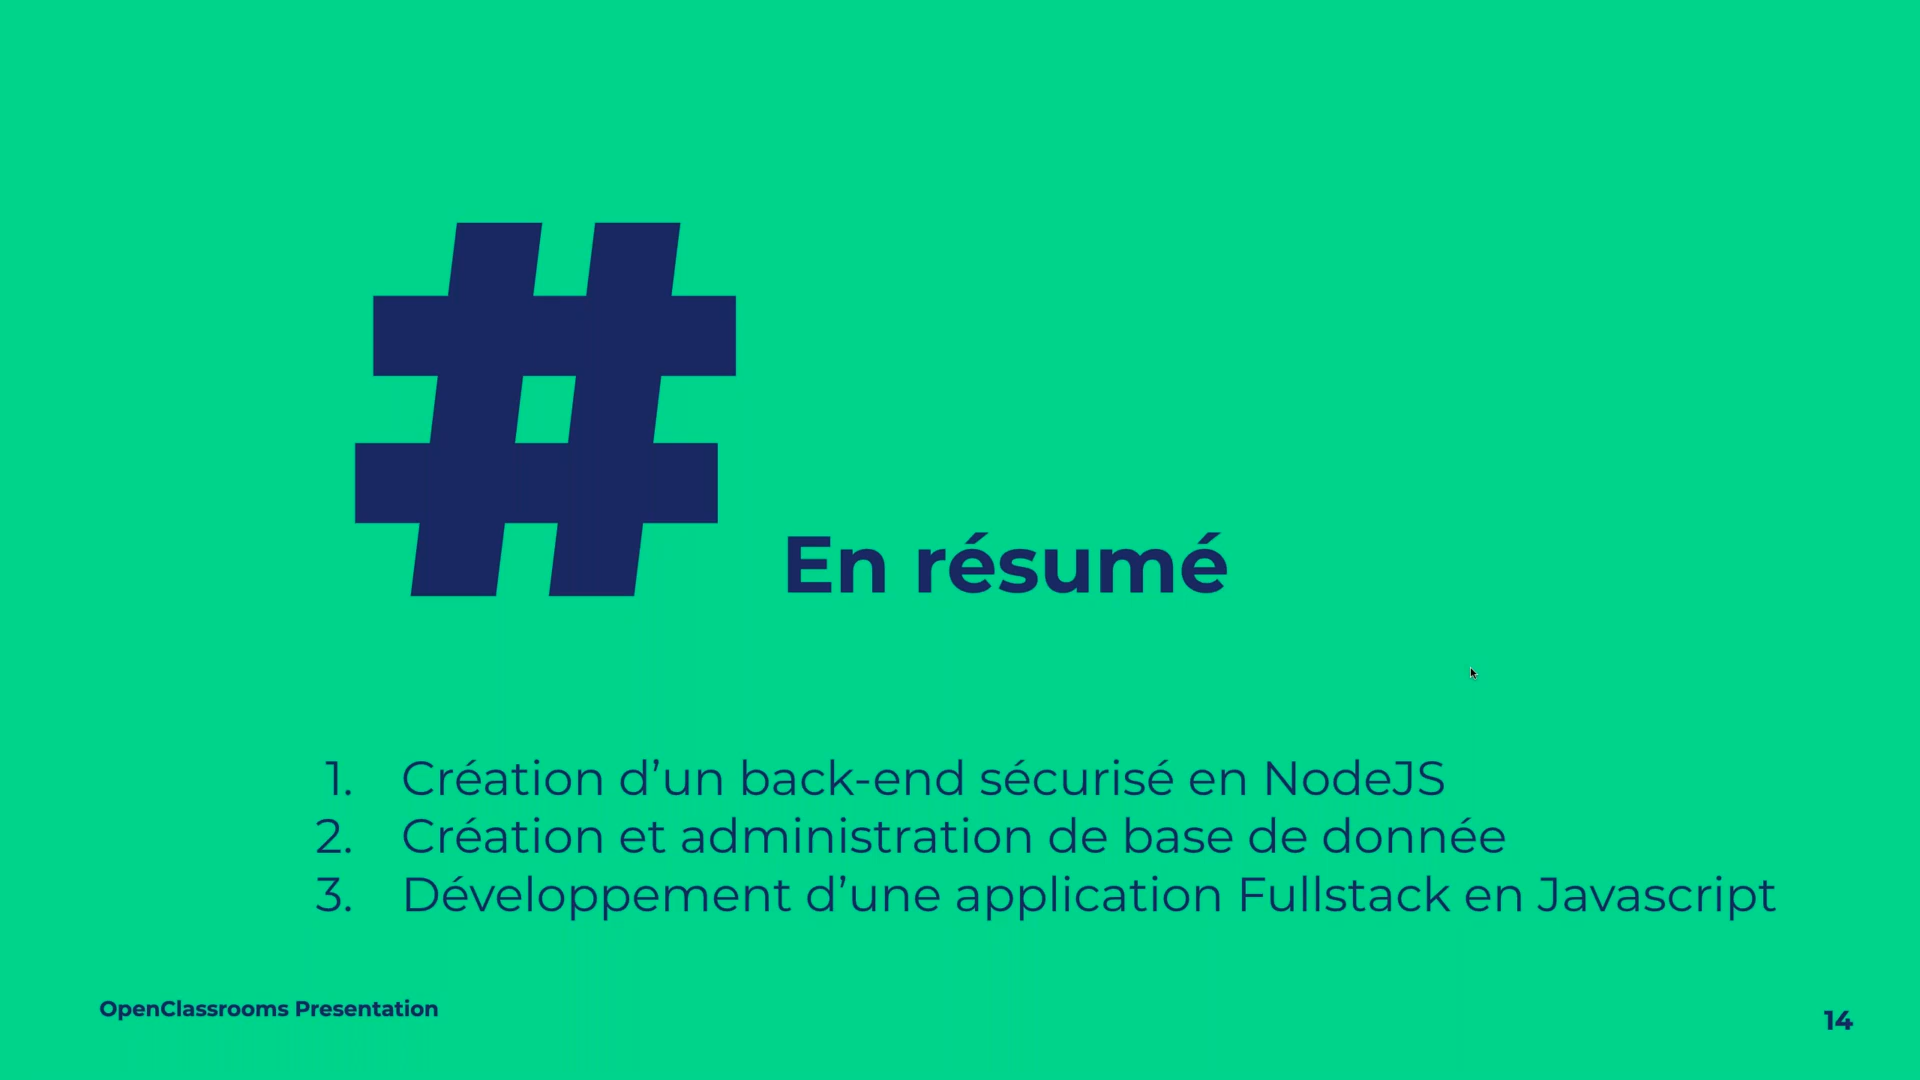 #
En résumé
1. Création d’un back-end sécurisé en NodeJS
2. Création et administration de base de donnée
3. Développement d’une application Fullstack en Javascript
OpenClassrooms Presentation
14